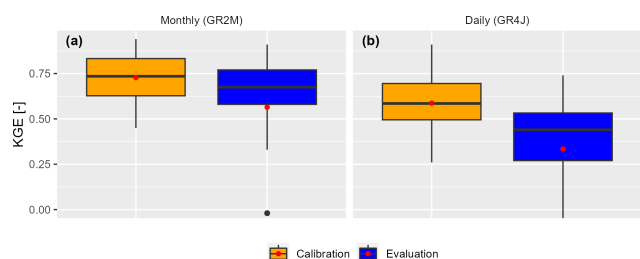 Monthly (GR2M)
Daily (GR4J)
(a)
(b)
KGE [-]
0.75
0.50
0.25
0.00
Calibration
Evaluation